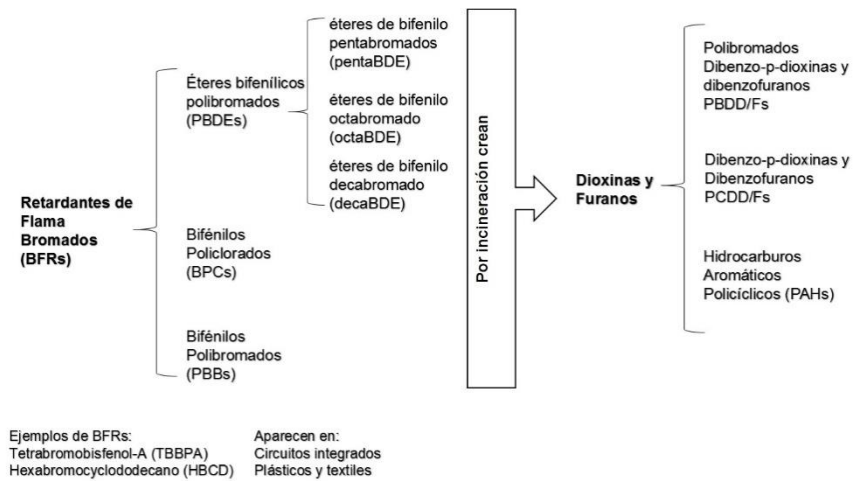 Retardantes de
Flama
Bromados
(BFRs)
Éteres bifenílicos
polibromados
(PBDEs)
éteres de bifenilo
pentabromados
(pentaBDE)
éteres de bifenilo
octabromado
(octaBDE)
éteres de bifenilo
decabromado
(decaBDE)
Bifénilos
Policlorados
(BPCs)
Bifénilos
Polibromados
(PBBs)
Por incineración crean
Dioxinas y
Furanos
Polibromados
Dibenzo-p-dioxinas y
dibenzofuranos
PBDD/Fs
Dibenzo-p-dioxinas y
Dibenzofuranos
PCDD/Fs
Hidrocarburos
Aromáticos
Policíclicos (PAHs)
Ejemplos de BFRs:
Tetrabromobisfenol-A (TBBPA)
Hexabromocyclododecano (HBCD)
Aparecen en:
Circuitos integrados
Plásticos y textiles